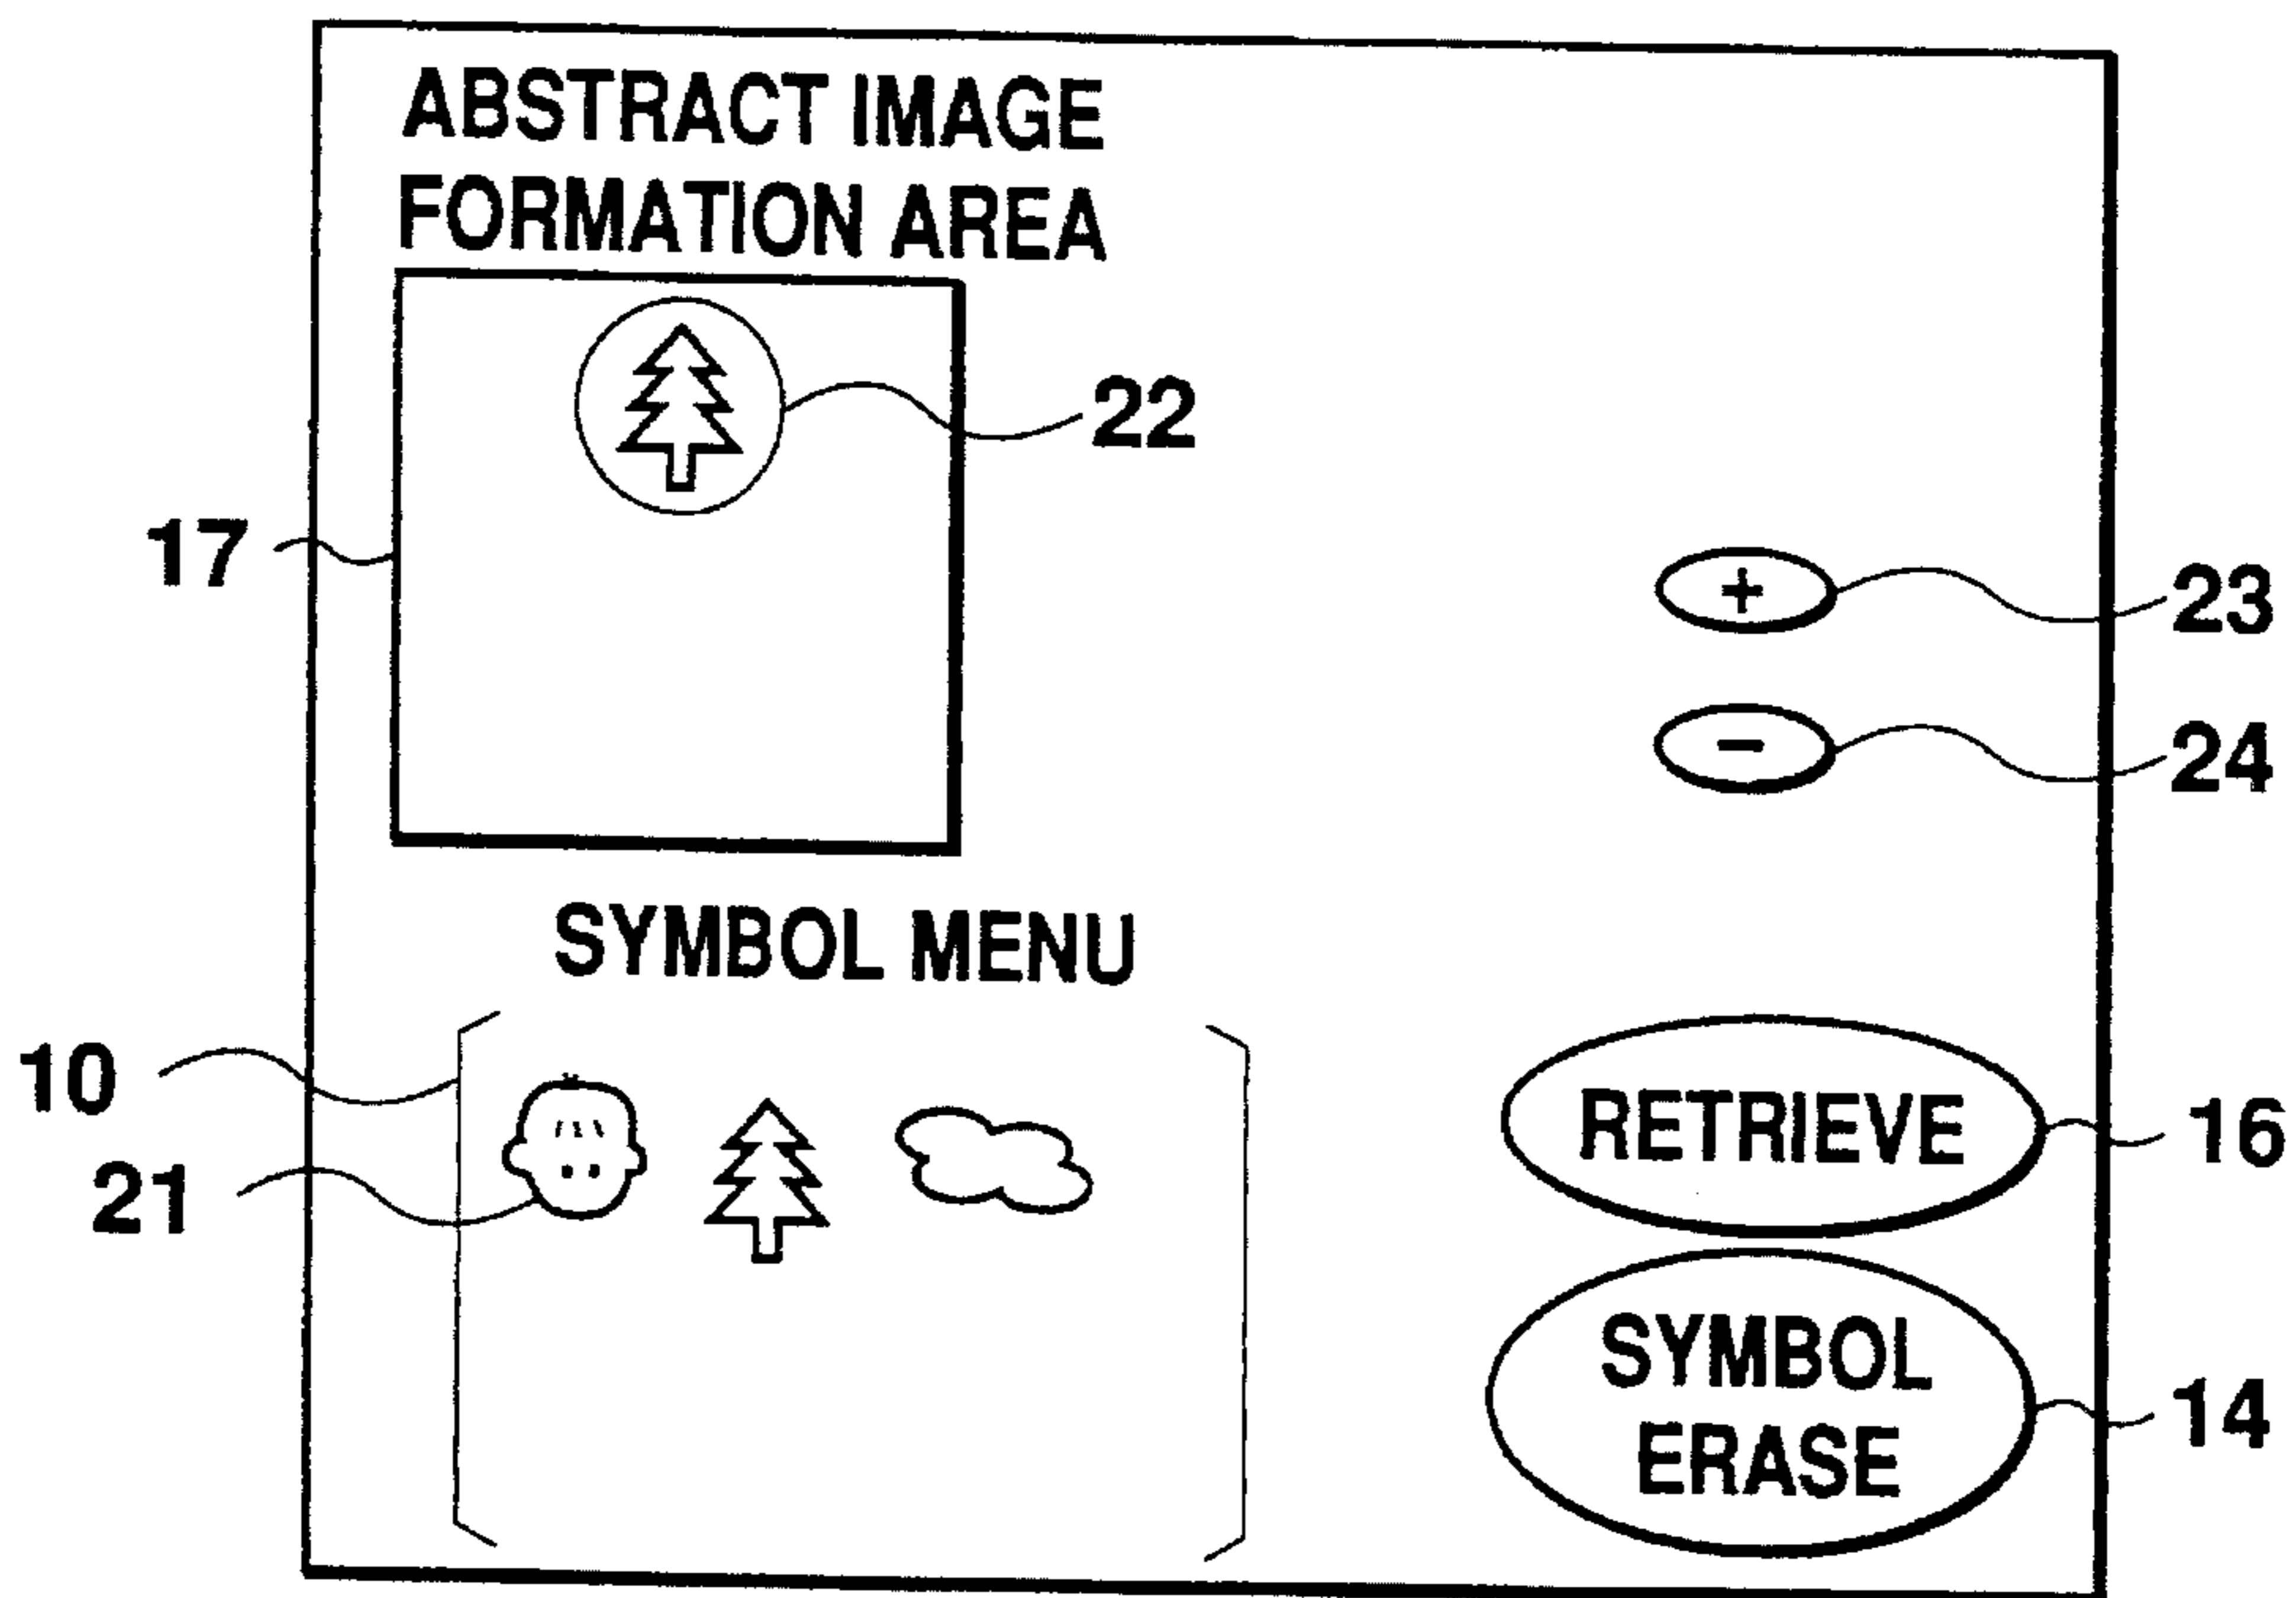 ABSTRACT IMAGE
FORMATION AREA
22
17
+
23
-
24
SYMBOL MENU
10
21
RETRIEVE
16
SYMBOL
ERASE
14